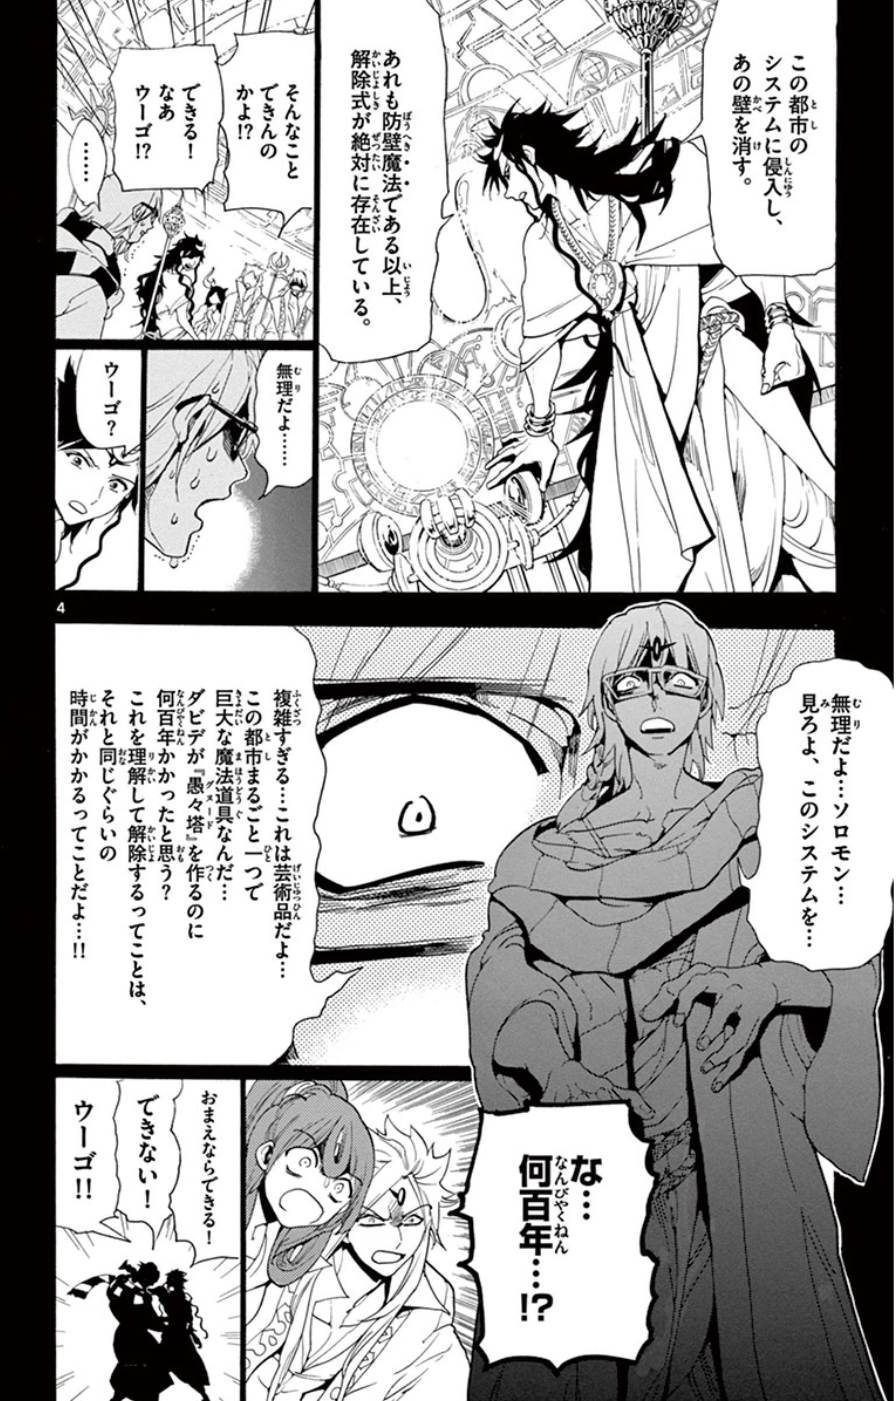 この都市の
システムに侵入し、
あの壁を消す。
あれも防壁魔法である以上、
解除式が絶対に存在している。
そんなこと
できんの
かよ!?
できる!
なあ
ウーゴ!?
……
無理だよ……
ウーゴ?
4
無理だよ…ソロモン…
見ろよ、このシステムを…
複雑すぎる…これは芸術品だよ…
この都市まるごと一つで
巨大な魔法道具なんだ…
ダビデが『愚々塔』を作るのに
何百年かかったと思う?
これを理解して解除するってことは、
それと同じぐらいの
時間がかかるってことだよ…!!
な…
何百年…!?
おまえならできる!
できない!
ウーゴ!!